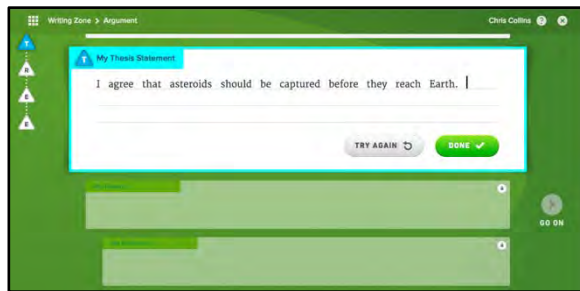 Writing Zone > Argument
Chris Collins ?
T
My Thesis Statement
I agree that asteroids should be captured before they reach Earth.
TRY AGAIN
DONE
R
E
E
GO ON